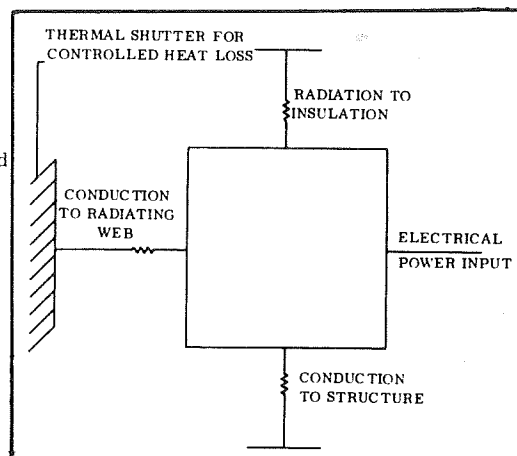 THERMAL SHUTTER FOR
CONTROLLED HEAT LOSS
RADIATION TO
INSULATION
d
CONDUCTION
TO RADIATING
WEB
ELECTRICAL
POWER INPUT
CONDUCTION
TO STRUCTURE